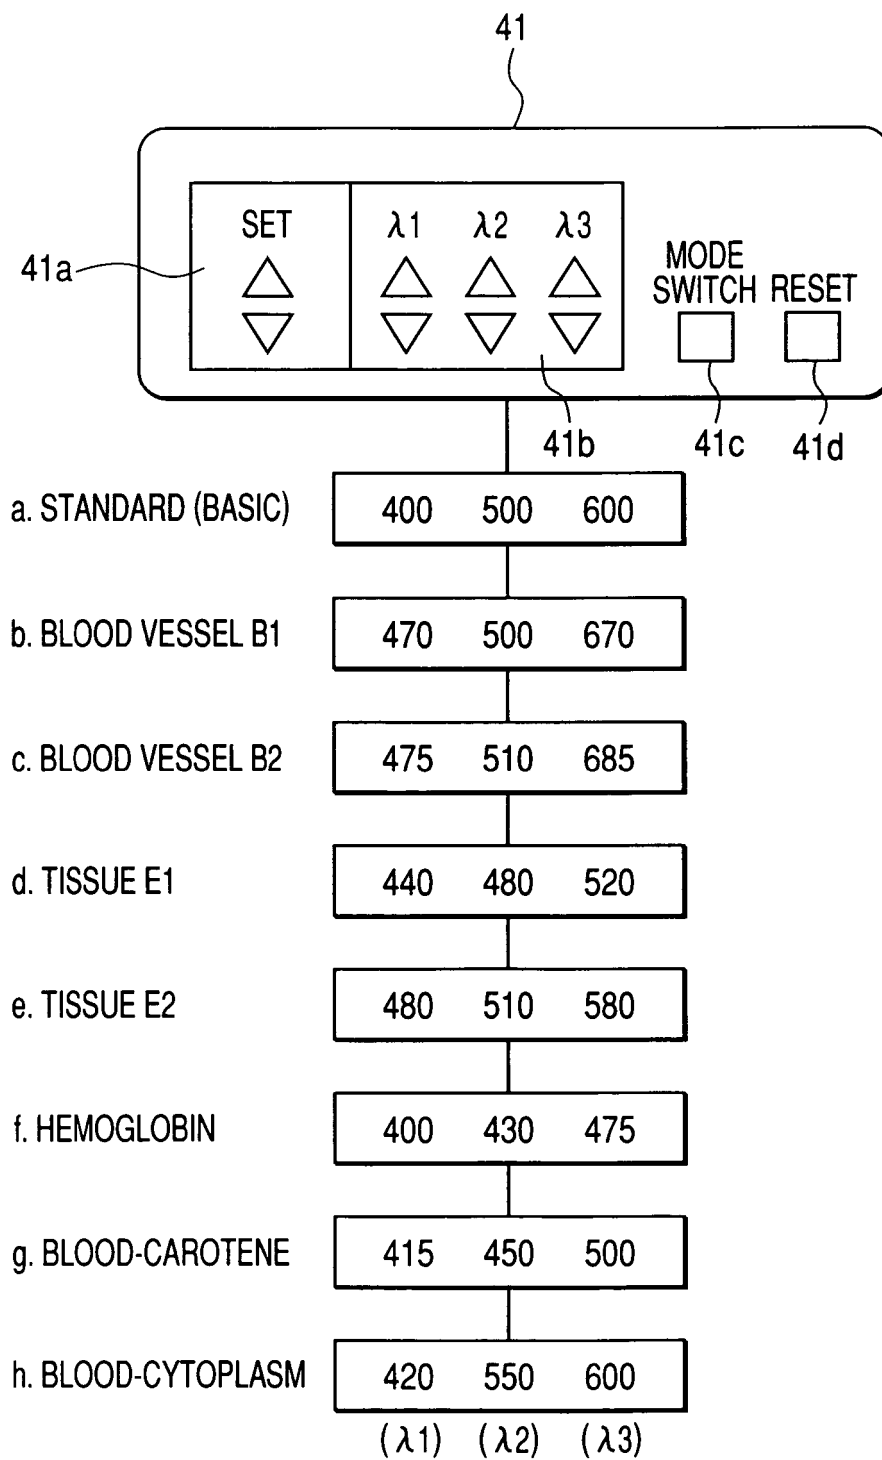 41
SET λ1 λ2 λ3
41a
MODE SWITCH
RESET
41b 41c 41d
a. STANDARD (BASIC) 400 500 600
b. BLOOD VESSEL B1 470 500 670
c. BLOOD VESSEL B2 475 510 685
d. TISSUE E1 440 480 520
e. TISSUE E2 480 510 580
f. HEMOGLOBIN 400 430 475
g. BLOOD-CAROTENE 415 450 500
h. BLOOD-CYTOPLASM 420 550 600
(λ1) (λ2) (λ3)